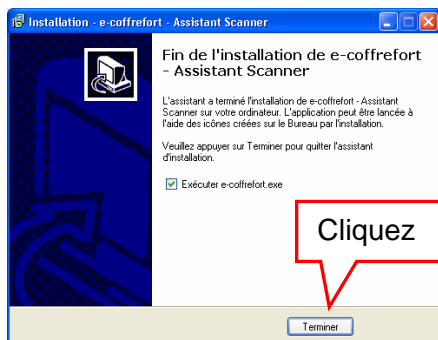 Installation - e-coffrefort - Assistant Scanner
Fin de l'installation de e-coffrefort
- Assistant Scanner
L'assistant a terminé l'installation de e-coffrefort - Assistant
Scanner sur votre ordinateur. L'application peut être lancée à
l'aide des icônes créées sur le Bureau par l'installation.
Veuillez appuyer sur Terminer pour quitter l'assistant
d'installation.
Exécuter e-coffrefort.exe
Cliquez
Terminer